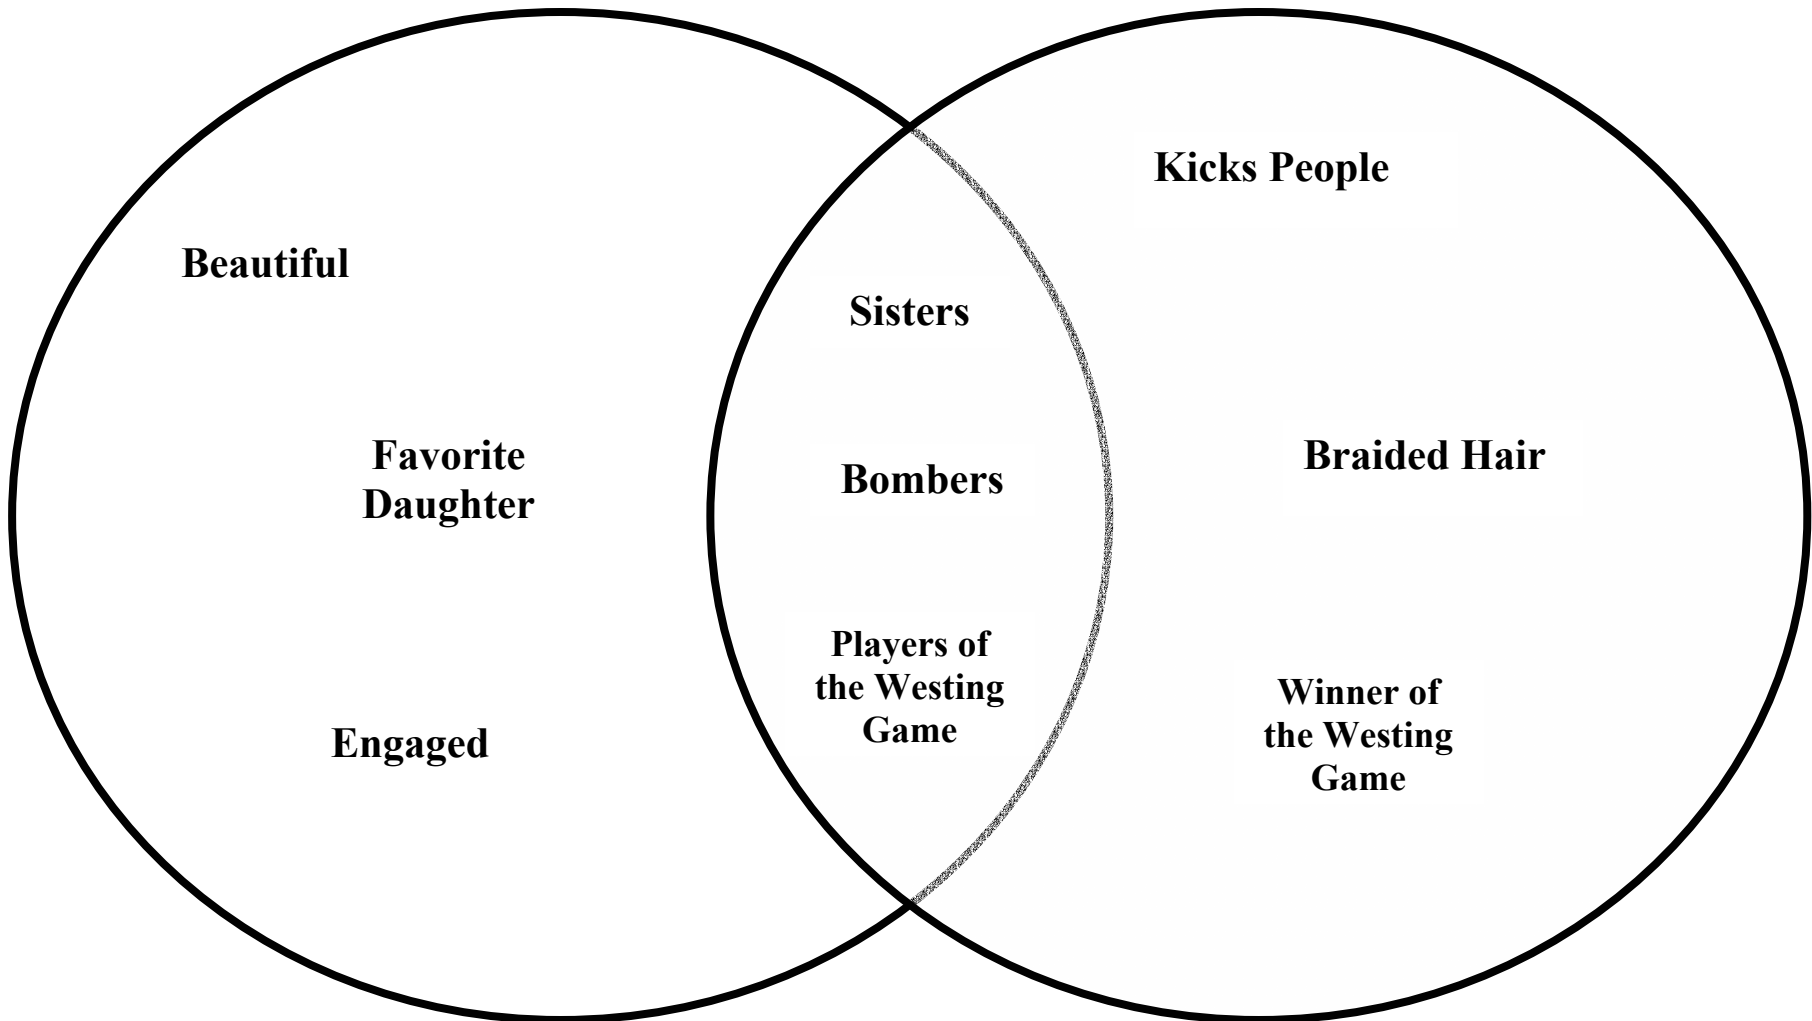 Kicks People
Beautiful
Sisters
Favorite
Daughter
Bombers
Braided Hair
Players of
the Westing
Game
Engaged
Winner of
the Westing
Game